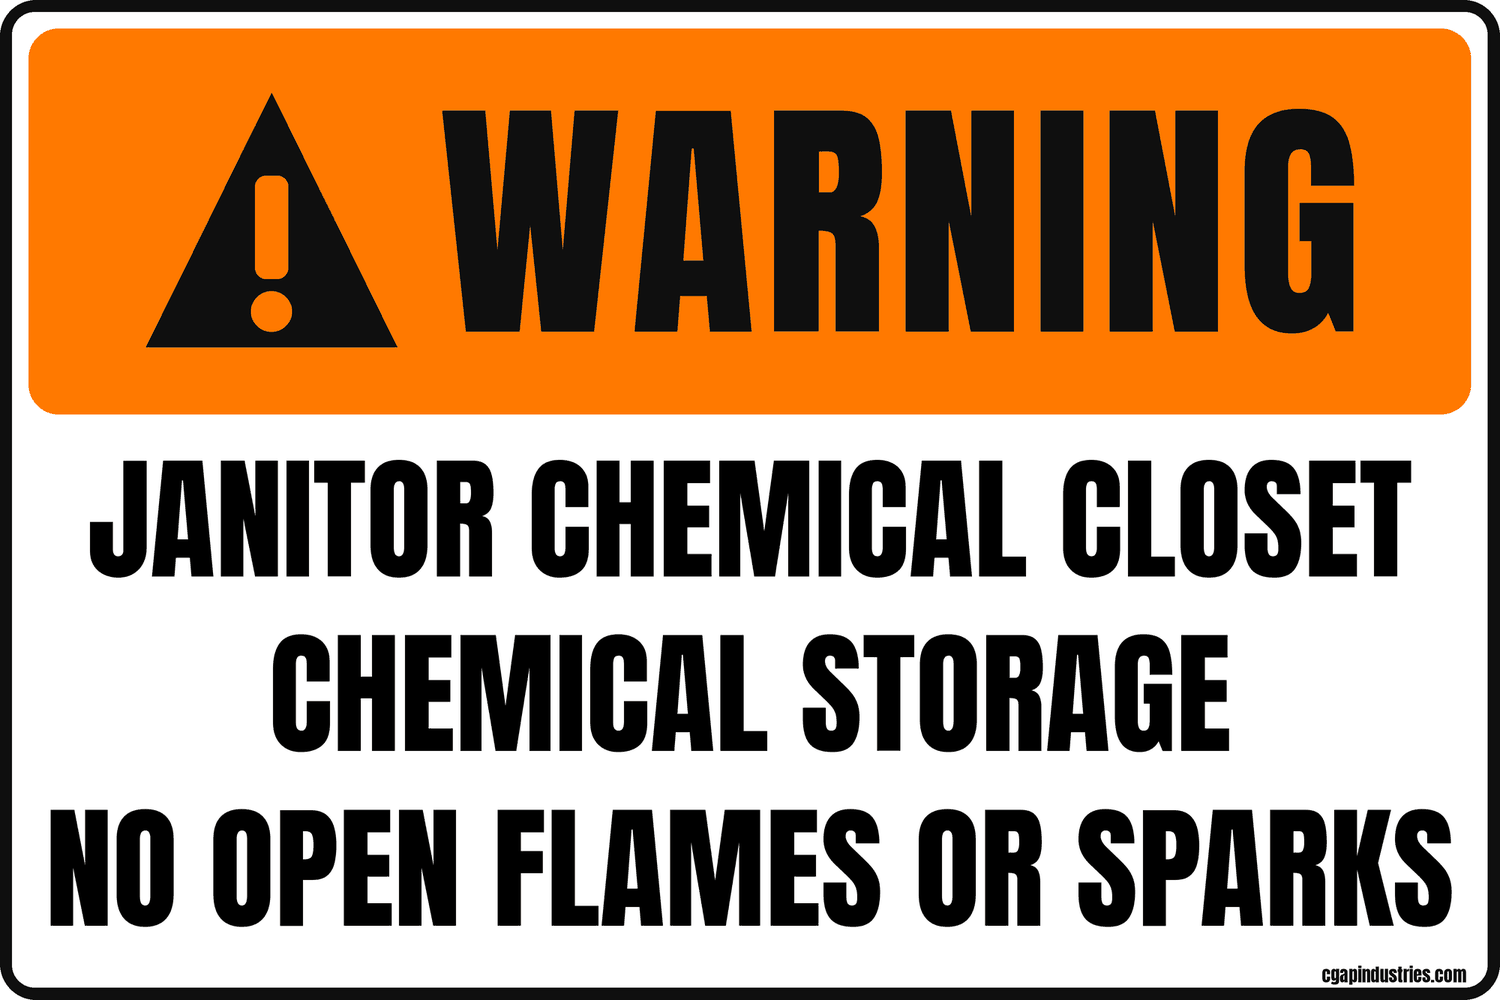 WARNING
JANITOR CHEMICAL CLOSET
CHEMICAL STORAGE
NO OPEN FLAMES OR SPARKS
cgapindustries.com